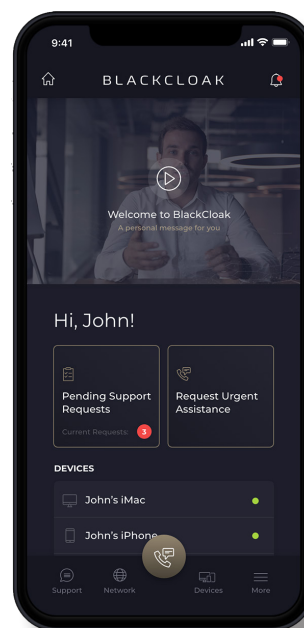 9:41
BLACKCLOAK
Welcome to BlackCloak
A personal message for you
Hi, John!
Pending Support
Requests
Current Requests: 3
Request Urgent
Assistance
DEVICES
John's iMac
John's iPhone
Support
Network
Devices
More